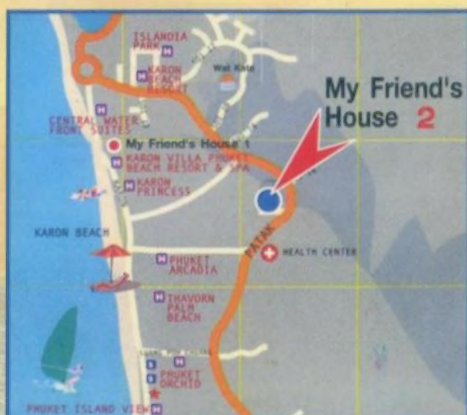 ISLANDIA
PARK
KARON
BEACH
RESORT
Wat Kata
My Friend's
House 2
CENTRAL WATER
FRONT SUITES
My Friend's House 1
KARON VILLA PHUKET
BEACH RESORT & SPA
KARON
PRINCESS
KARON BEACH
PATAK
HEALTH CENTER
PHUKET
ARCADIA
THAVORN
PALM
BEACH
PHUKET
ORCHID
PHUKET ISLAND VIEW